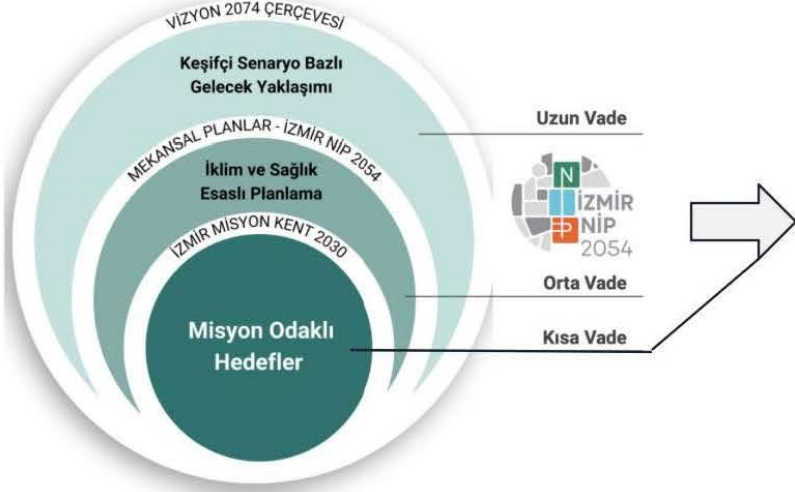 VİZYON 2074 ÇERÇEVESİ
Keşifçi Senaryo Bazlı
Gelecek Yaklaşımı
MEKANSAL PLANLAR - İZMİR NİP 2054
İklim ve Sağlık
Esaslı Planlama
İZMİR MİSYON KENT 2030
Misyon Odaklı
Hedefler
Uzun Vade
N
İ
P
İZMİR
NİP
2054
Orta Vade
Kısa Vade